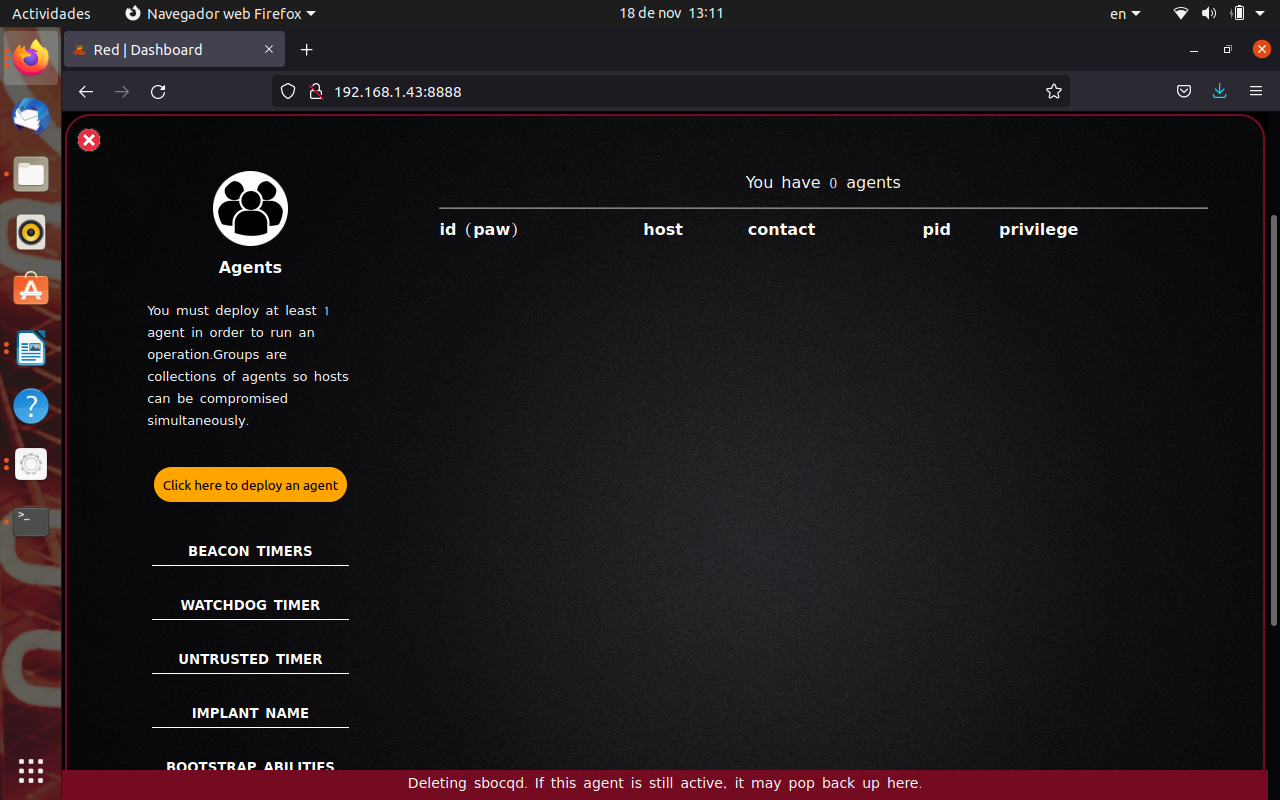 Actividades Navegador web Firefox 18 de nov 13:11 en
Red | Dashboard
192.168.1.43:8888
You have 0 agents
id (paw) host contact pid privilege
Agents
You must deploy at least 1
agent in order to run an
operation.Groups are
collections of agents so hosts
can be compromised
simultaneously.
Click here to deploy an agent
BEACON TIMERS
WATCHDOG TIMER
UNTRUSTED TIMER
IMPLANT NAME
BOOTSTRAP ABILITIES
Deleting sbocqd. If this agent is still active, it may pop back up here.